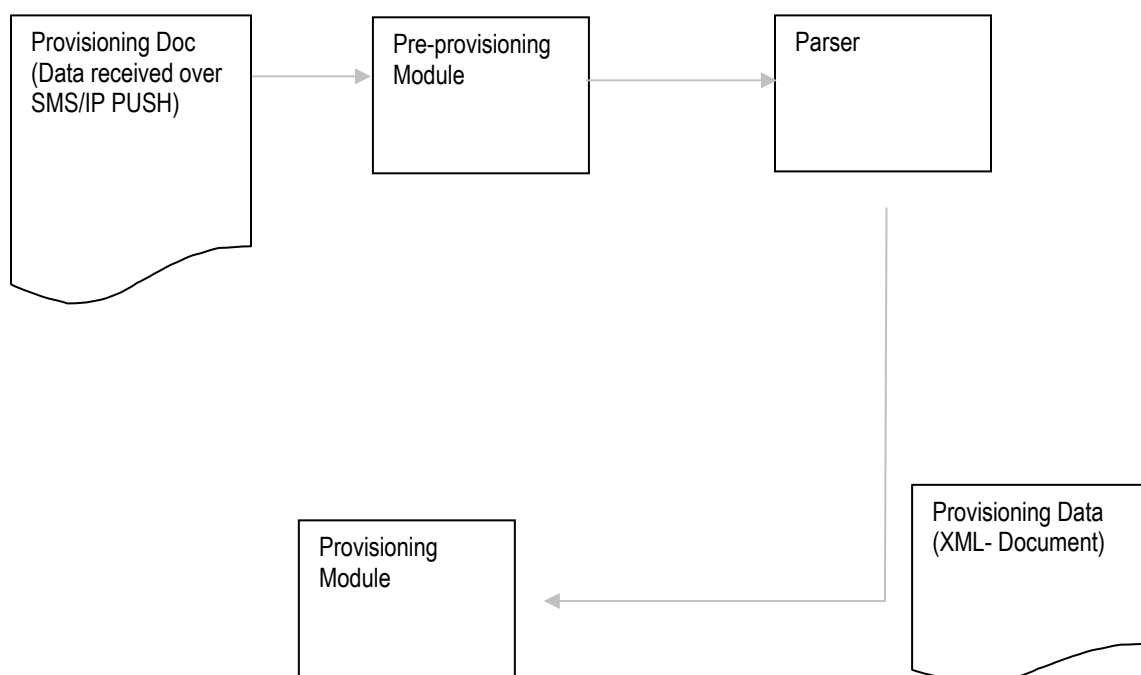 Provisioning Doc
(Data received over
SMS/IP PUSH)
Pre-provisioning
Module
Parser
Provisioning
Module
Provisioning Data
(XML- Document)